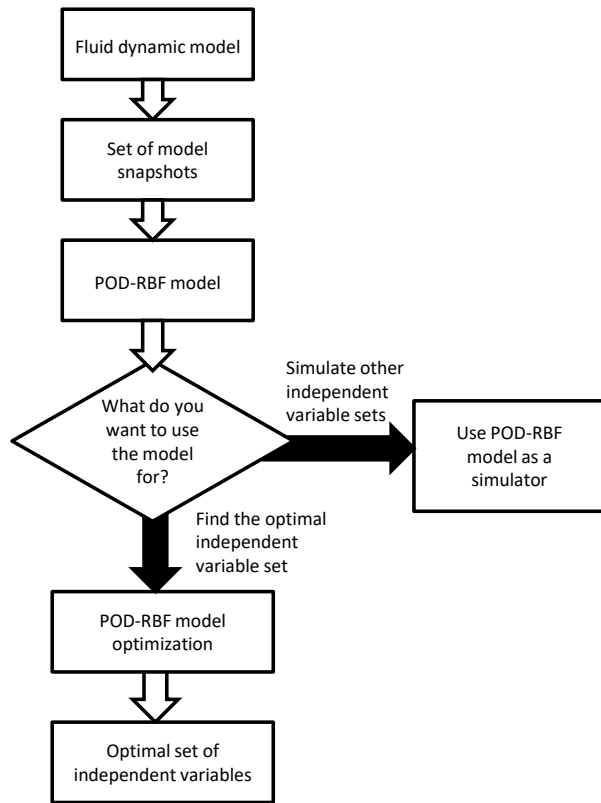 Fluid dynamic model
Set of model
snapshots
POD-RBF model
What do you
want to use
the model
for?
Simulate other
independent
variable sets
Use POD-RBF
model as a
simulator
Find the optimal
independent
variable set
POD-RBF model
optimization
Optimal set of
independent variables